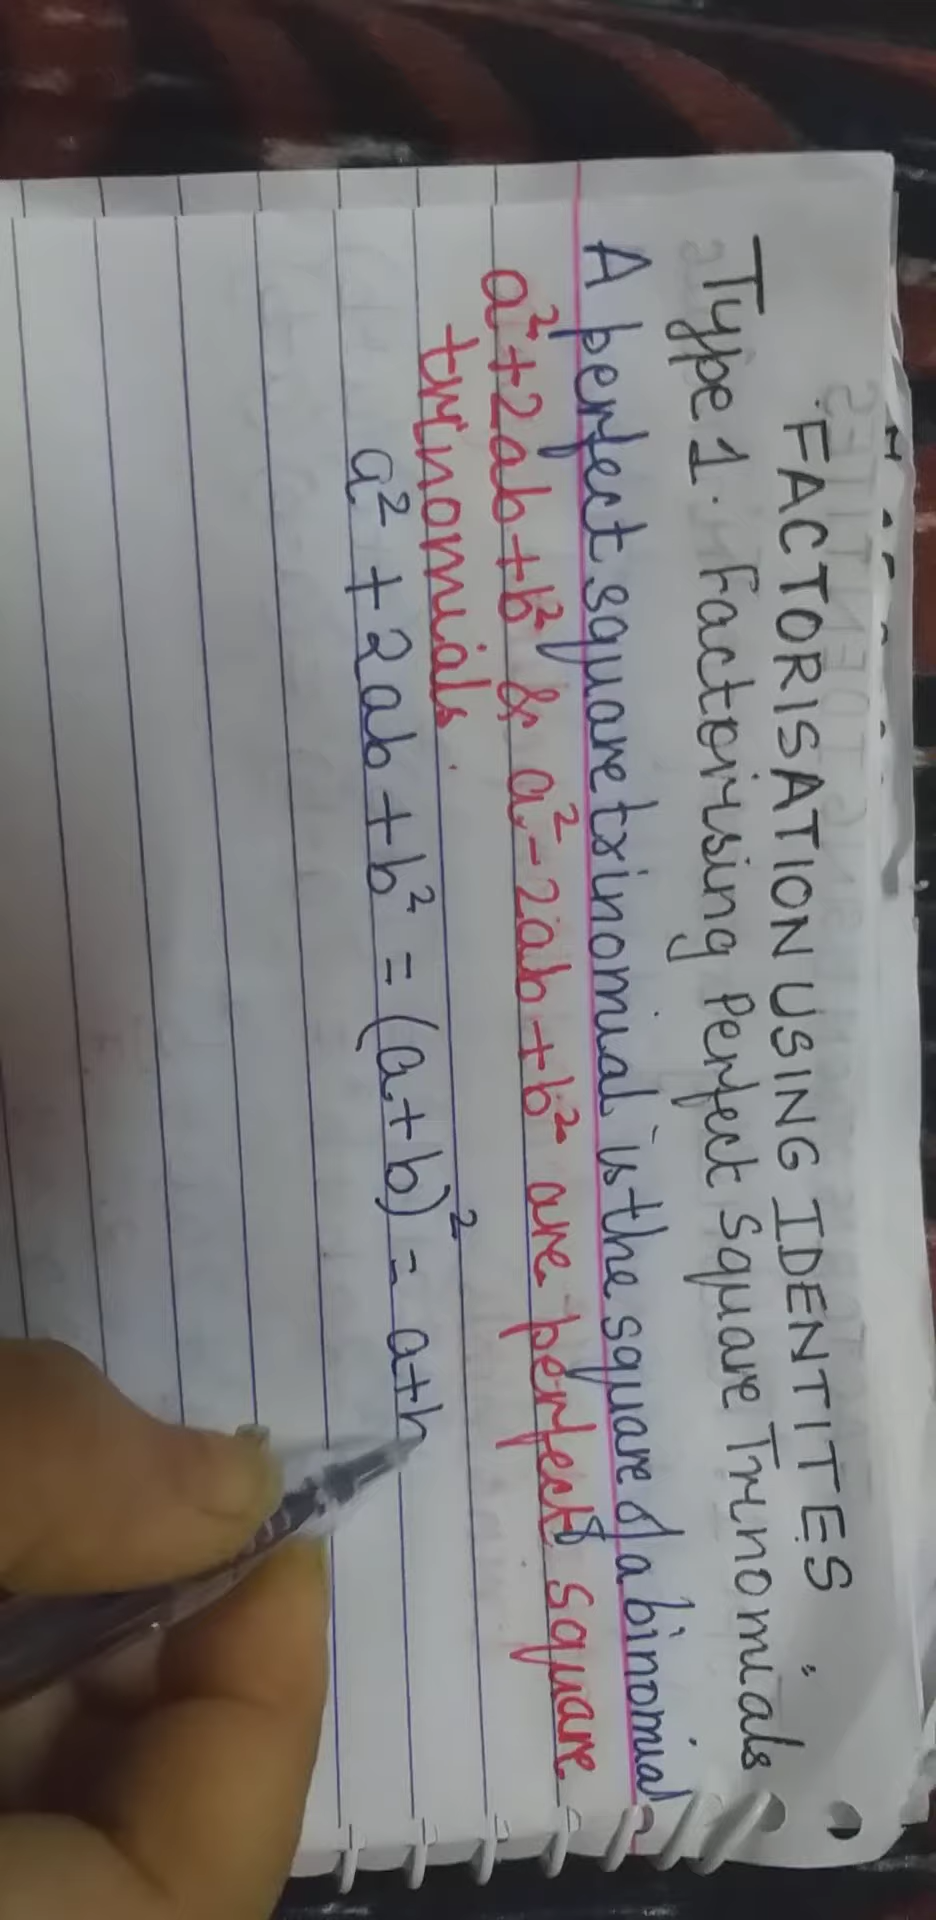 FACTORISATION USING IDENTITES
Type 1. Factorising Perfect Square Trinomials
A perfect square trinomial is the square of a binomial
a²+2ab+b² & a²-2ab+b² are perfect square
trinomials.
a² + 2ab + b² = (a+b)² = a+b